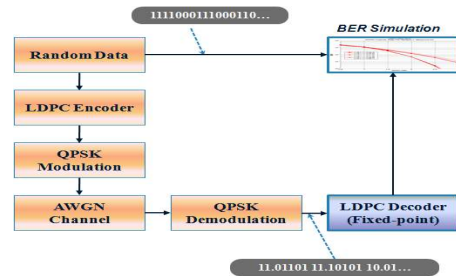 1111000111000110...
BER Simulation
Random Data
LDPC Encoder
QPSK
Modulation
AWGN
Channel
QPSK
Demodulation
LDPC Decoder
(Fixed-point)
11.01101 11.10101 10.01...